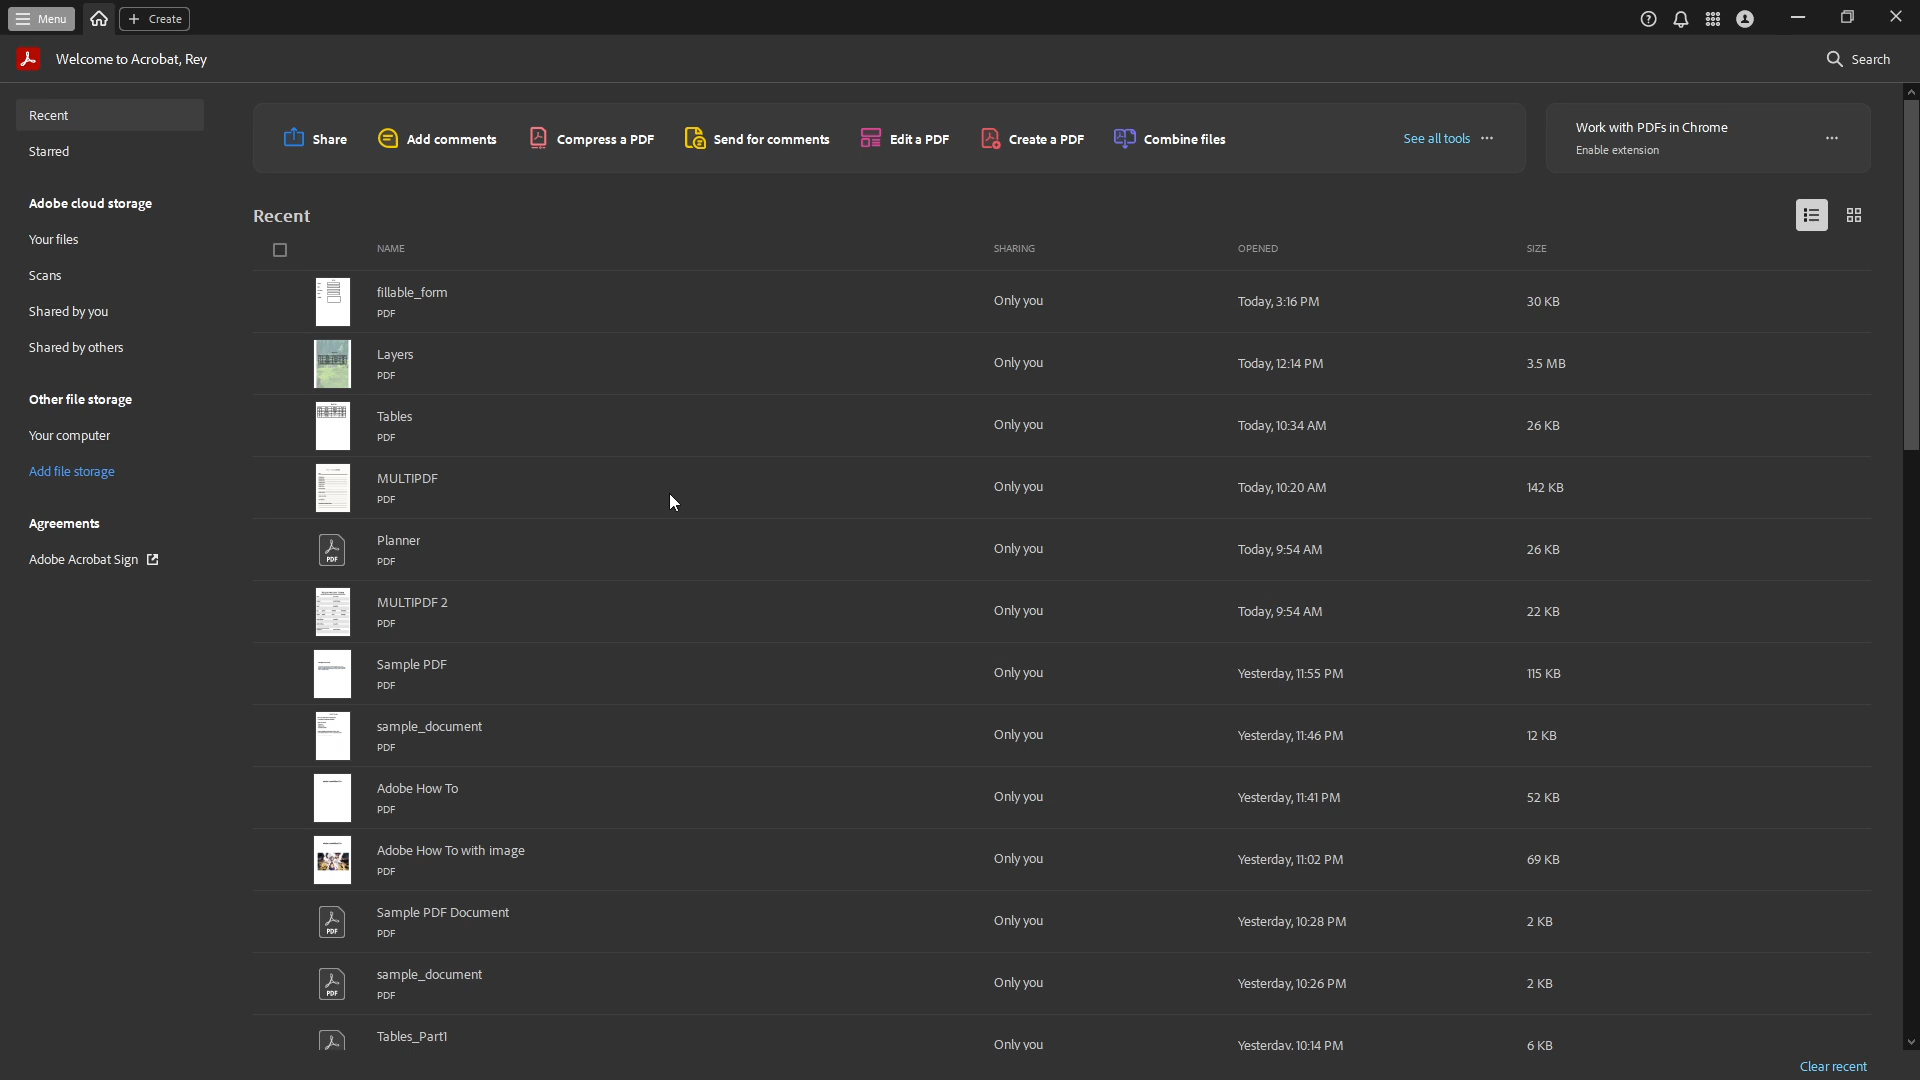 Menu
Create
Welcome to Acrobat, Rey
Search
Recent
Starred
Adobe cloud storage
Your files
Scans
Shared by you
Shared by others
Other file storage
Your computer
Add file storage
Agreements
Adobe Acrobat Sign
Share Add comments Compress a PDF Send for comments Edit a PDF Create a PDF Combine files See all tools
Work with PDFs in Chrome
Enable extension
Recent
NAME SHARING OPENED SIZE
fillable_form
PDF
Only you Today, 3:16 PM 30 KB
Layers
PDF
Only you Today, 12:14 PM 3.5 MB
Tables
PDF
Only you Today, 10:34 AM 26 KB
MULTIPDF
PDF
Only you Today, 10:20 AM 142 KB
Planner
PDF
Only you Today, 9:54 AM 26 KB
MULTIPDF 2
PDF
Only you Today, 9:54 AM 22 KB
Sample PDF
PDF
Only you Yesterday, 11:55 PM 115 KB
sample_document
PDF
Only you Yesterday, 11:46 PM 12 KB
Adobe How To
PDF
Only you Yesterday, 11:41 PM 52 KB
Adobe How To with image
PDF
Only you Yesterday, 11:02 PM 69 KB
Sample PDF Document
PDF
Only you Yesterday, 10:28 PM 2 KB
sample_document
PDF
Only you Yesterday, 10:26 PM 2 KB
Tables_Part1
Only you Yesterday, 10:14 PM 6 KB
Clear recent